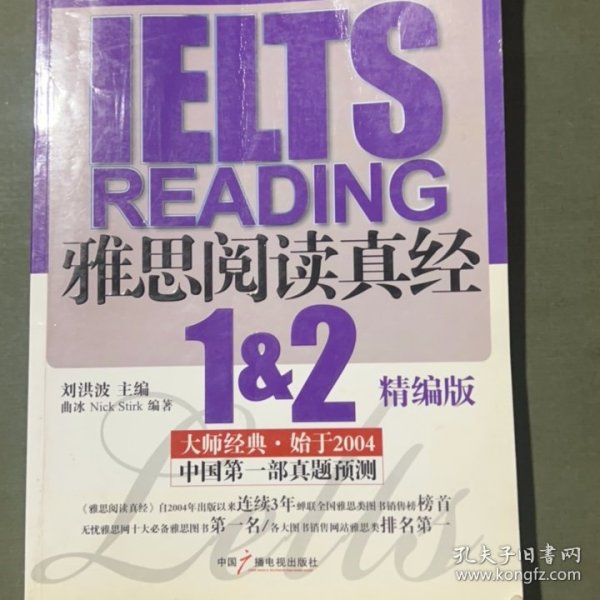 IELTS
READING
雅思阅读真经
1&2
精编版
刘洪波 主编
曲冰 Nick Stirk 编著
大师经典·始于2004
中国第一部真题预测
《雅思阅读真经》自2004年出版以来连续3年蝉联全国雅思类图书销售榜榜首
无忧雅思网十大必备雅思图书第一名/各大图书销售网站雅思类排名第一
Ielts
中国广播电视出版社
孔夫子旧书网
www.kongfz.com